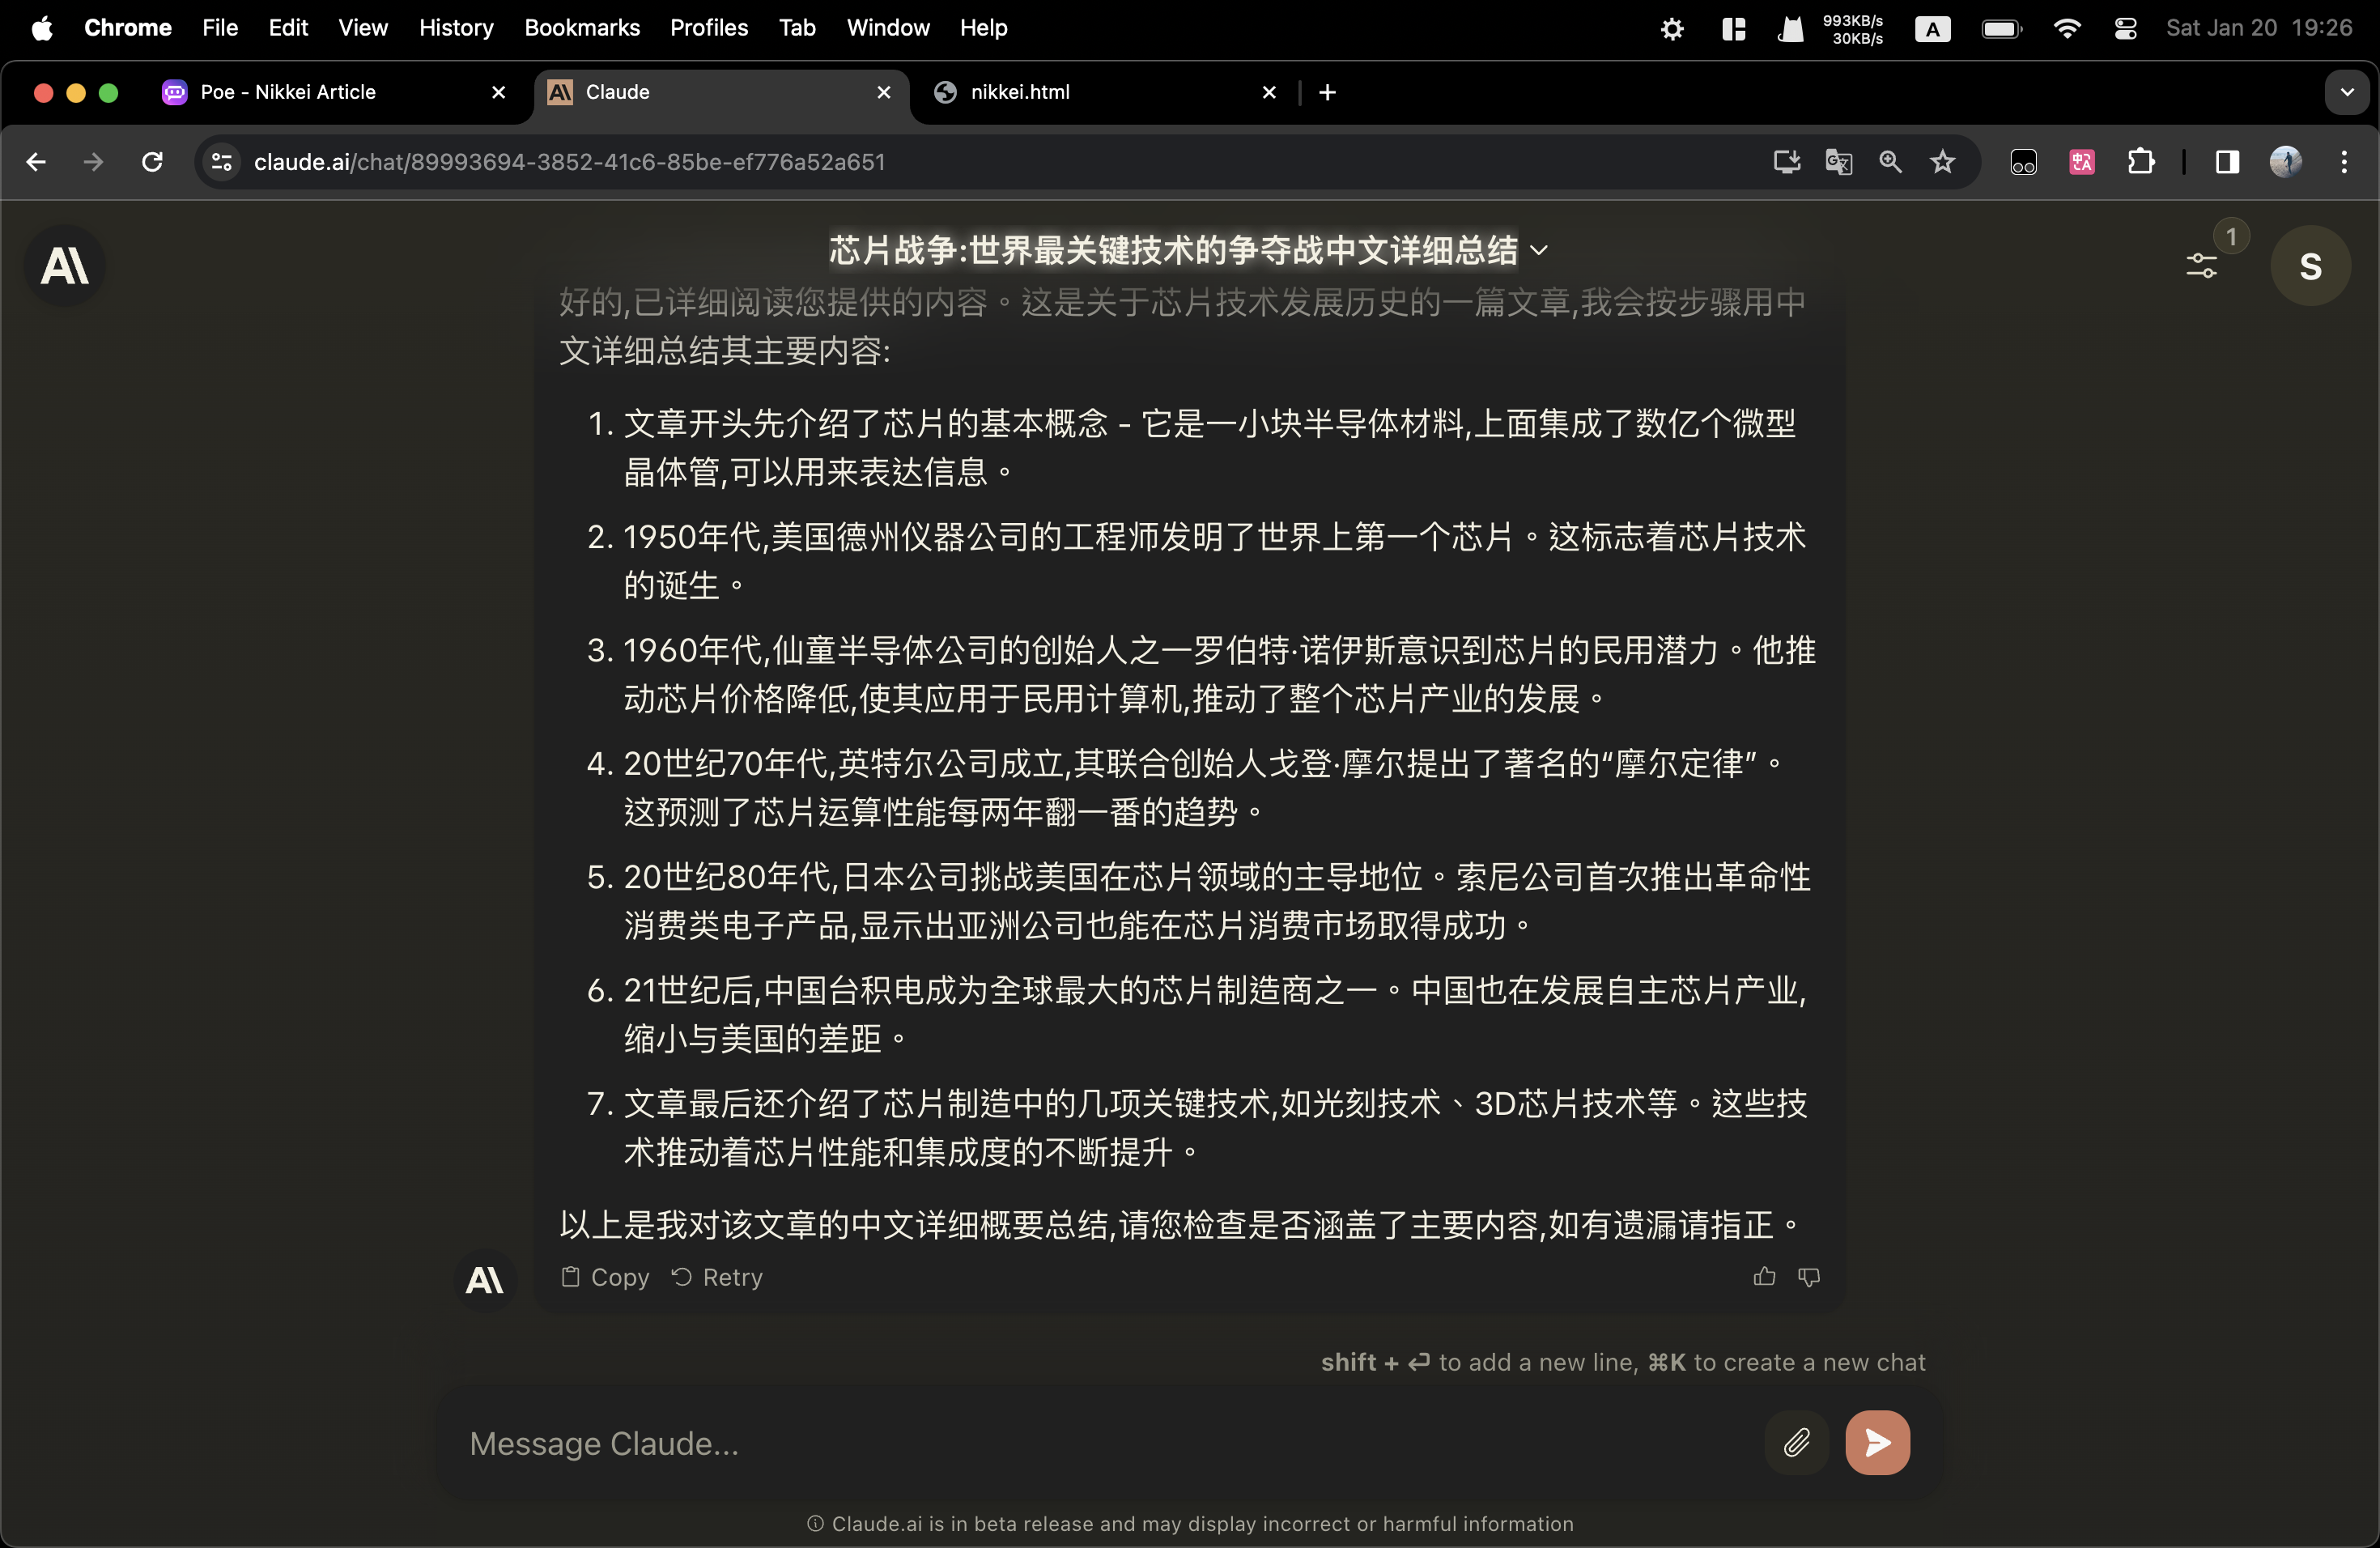 Chrome File Edit View History Bookmarks Profiles Tab Window Help 993KB/s 30KB/s A Sat Jan 20 19:26
Poe - Nikkei Article Claude nikkei.html
claude.ai/chat/89993694-3852-41c6-85be-ef776a52a651
芯片战争:世界最关键技术的争夺战中文详细总结
1
S
好的,已详细阅读您提供的内容。这是关于芯片技术发展历史的一篇文章,我会按步骤用中
文详细总结其主要内容:
1. 文章开头先介绍了芯片的基本概念 - 它是一小块半导体材料,上面集成了数亿个微型
晶体管,可以用来表达信息。
2. 1950年代,美国德州仪器公司的工程师发明了世界上第一个芯片。这标志着芯片技术
的诞生。
3. 1960年代,仙童半导体公司的创始人之一罗伯特·诺伊斯意识到芯片的民用潜力。他推
动芯片价格降低,使其应用于民用计算机,推动了整个芯片产业的发展。
4. 20世纪70年代,英特尔公司成立,其联合创始人戈登·摩尔提出了著名的“摩尔定律”。
这预测了芯片运算性能每两年翻一番的趋势。
5. 20世纪80年代,日本公司挑战美国在芯片领域的主导地位。索尼公司首次推出革命性
消费类电子产品,显示出亚洲公司也能在芯片消费市场取得成功。
6. 21世纪后,中国台积电成为全球最大的芯片制造商之一。中国也在发展自主芯片产业,
缩小与美国的差距。
7. 文章最后还介绍了芯片制造中的几项关键技术,如光刻技术、3D芯片技术等。这些技
术推动着芯片性能和集成度的不断提升。
以上是我对该文章的中文详细概要总结,请您检查是否涵盖了主要内容,如有遗漏请指正。
Copy Retry
shift + ⏎ to add a new line, ⌘K to create a new chat
Message Claude...
Claude.ai is in beta release and may display incorrect or harmful information